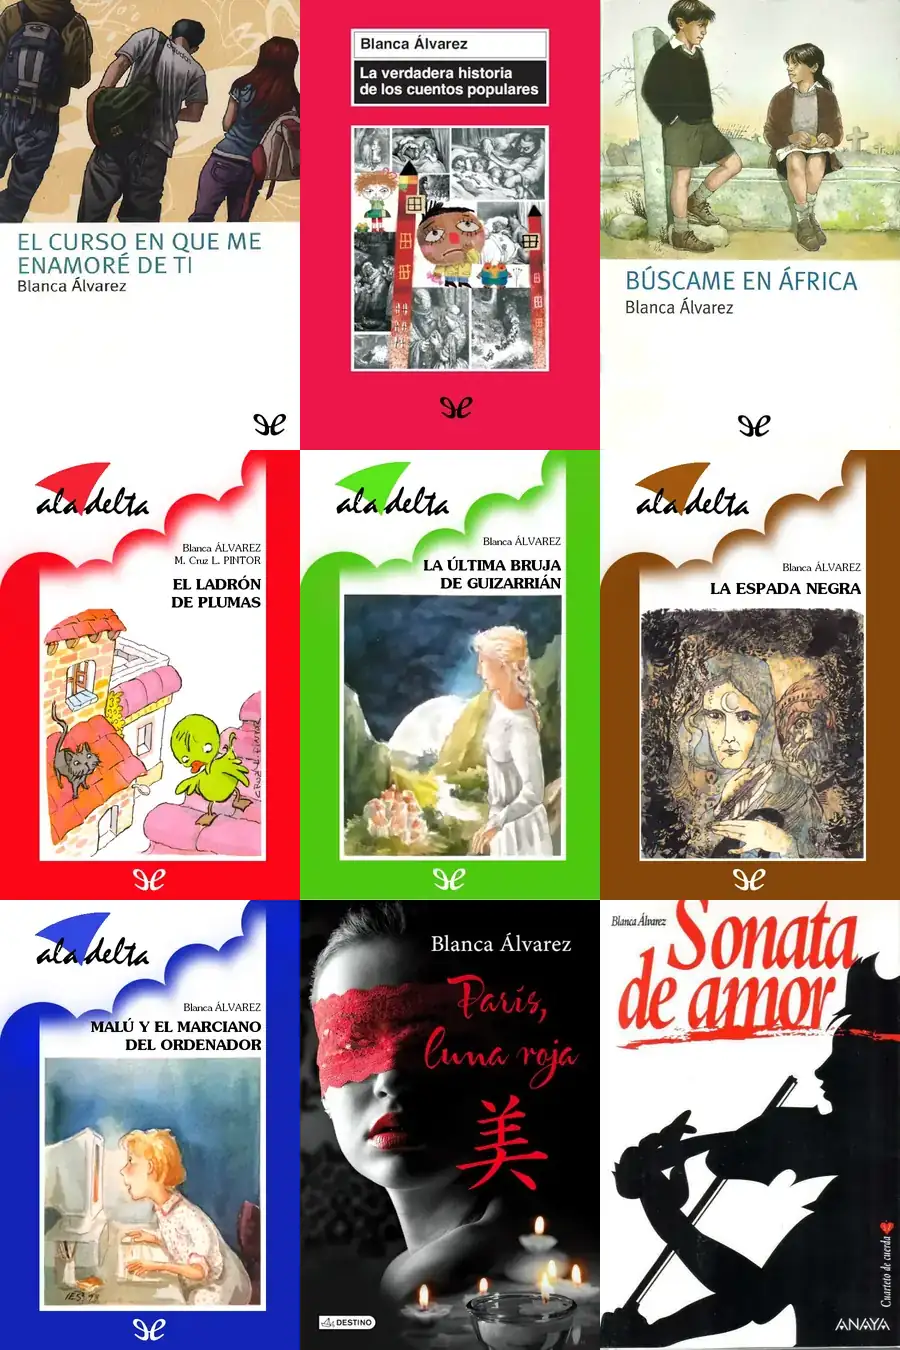 EL CURSO EN QUE ME
ENAMORÉ DE TI
Blanca Álvarez
Blanca Álvarez
La verdadera historia
de los cuentos populares
BÚSCAME EN ÁFRICA
Blanca Álvarez
ala delta
Blanca ÁLVAREZ
M. Cruz L. PINTOR
EL LADRÓN
DE PLUMAS
ala delta
Blanca ÁLVAREZ
LA ÚLTIMA BRUJA
DE GUIZARRIÁN
ala delta
Blanca ÁLVAREZ
LA ESPADA NEGRA
ala delta
Blanca ÁLVAREZ
MALÚ Y EL MARCIANO
DEL ORDENADOR
Blanca Álvarez
París,
luna roja
美
DESTINO
Blanca Álvarez
Sonata
de amor
Cuarteto de cuerda
ANAYA